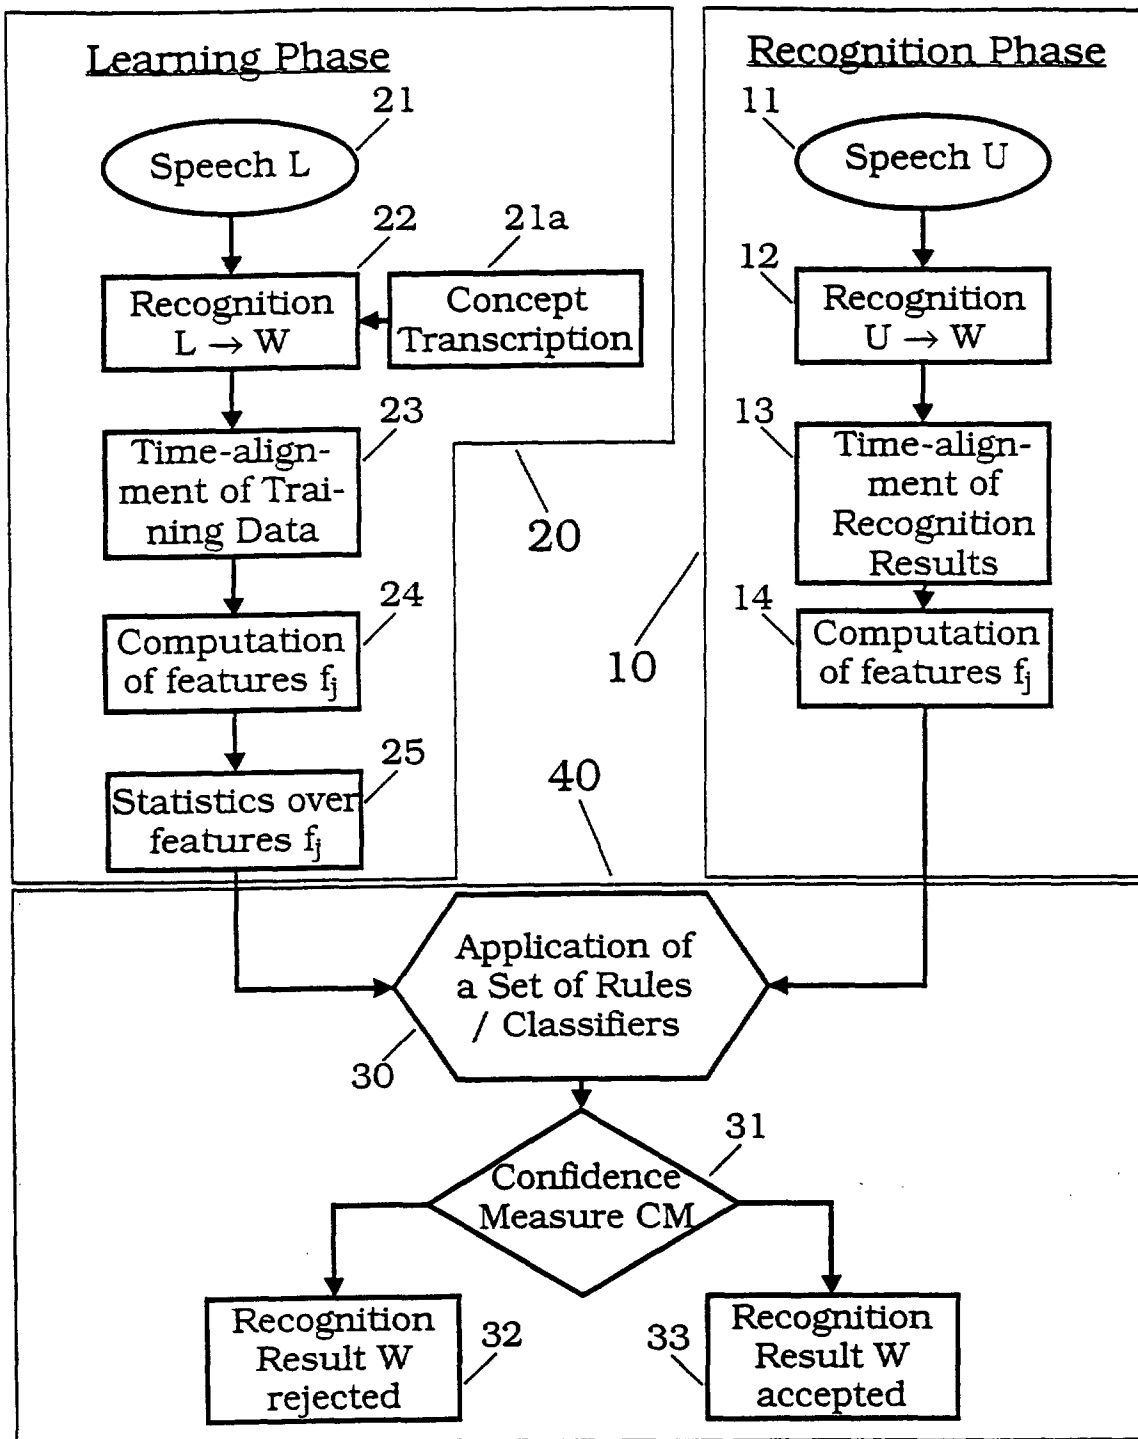 Learning Phase
21
Speech L
22
21a
Recognition
L → W
Concept
Transcription
23
Time-align-
ment of Trai-
ning Data
20
24
Computation
of features fj
25
Statistics over
features fj
Recognition Phase
11
Speech U
12
Recognition
U → W
13
Time-align-
ment of
Recognition
Results
10
14
Computation
of features fj
40
Application of
a Set of Rules
/ Classifiers
30
31
Confidence
Measure CM
Recognition
Result W
rejected
32
33
Recognition
Result W
accepted